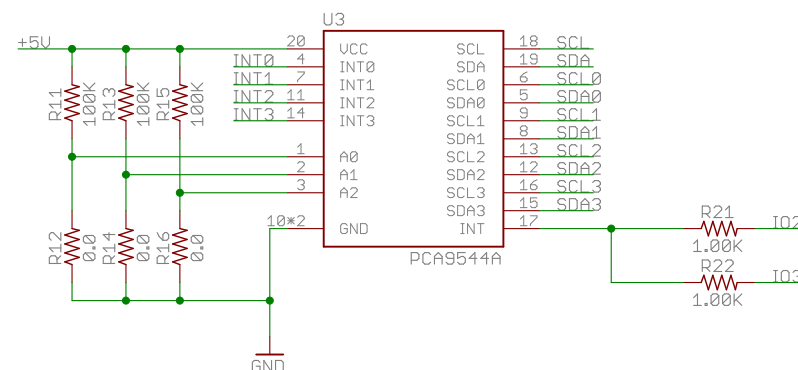 U3
+5V
20 VCC SCL 18 SCL
INT0 4 INT0 SDA 19 SDA
INT1 7 INT1 SCL0 6 SCL0
INT2 11 INT2 SDA0 5 SDA0
INT3 14 INT3 SCL1 9 SCL1
SDA1 8 SDA1
1 A0 SCL2 13 SCL2
2 A1 SDA2 12 SDA2
3 A2 SCL3 16 SCL3
SDA3 15 SDA3
10*2 GND INT 17
PCA9544A
R11 100K R13 100K R15 100K
R12 0.0 R14 0.0 R16 0.0
GND
R21 IO2
1.00K
R22 IO3
1.00K